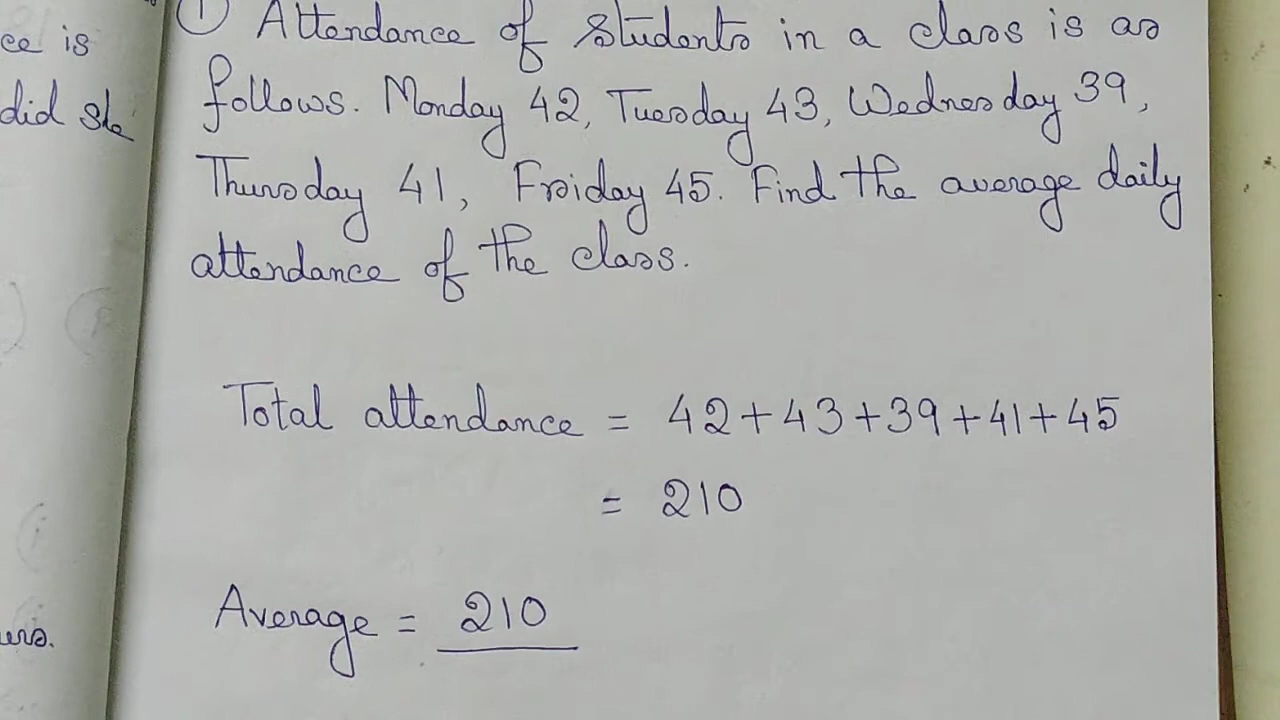 ce is
did she
① Attendance of students in a class is as
follows. Monday 42, Tuesday 43, Wednesday 39,
Thursday 41, Friday 45. Find the average daily
attendance of the class.
Total attendance = 42+43+39+41+45
= 210
Average = 210